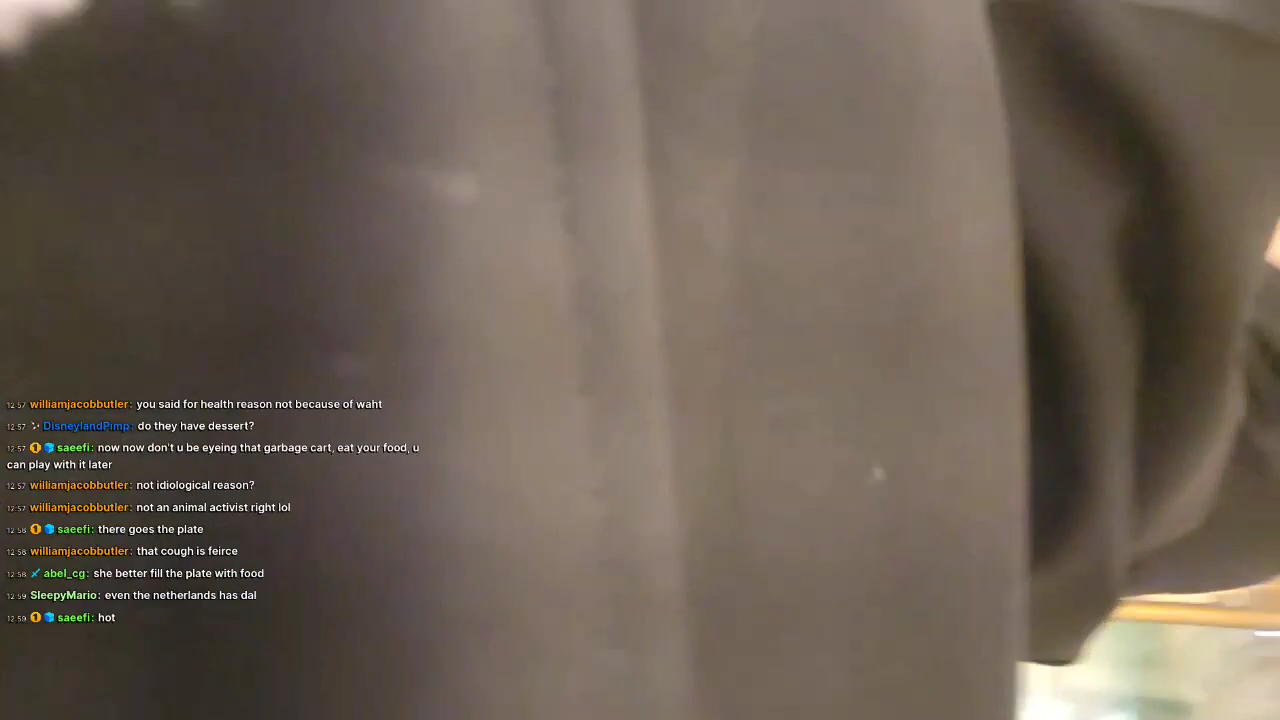 12:57 williamjacobbutler: you said for health reason not because of waht
12:57 DisneylandPimp: do they have dessert?
12:57 1 saeefi: now now don't u be eyeing that garbage cart, eat your food, u
can play with it later
12:57 williamjacobbutler: not idiological reason?
12:57 williamjacobbutler: not an animal activist right lol
12:58 1 saeefi: there goes the plate
12:58 williamjacobbutler: that cough is feirce
12:58 abel_cg: she better fill the plate with food
12:59 SleepyMario: even the netherlands has dal
12:59 1 saeefi: hot